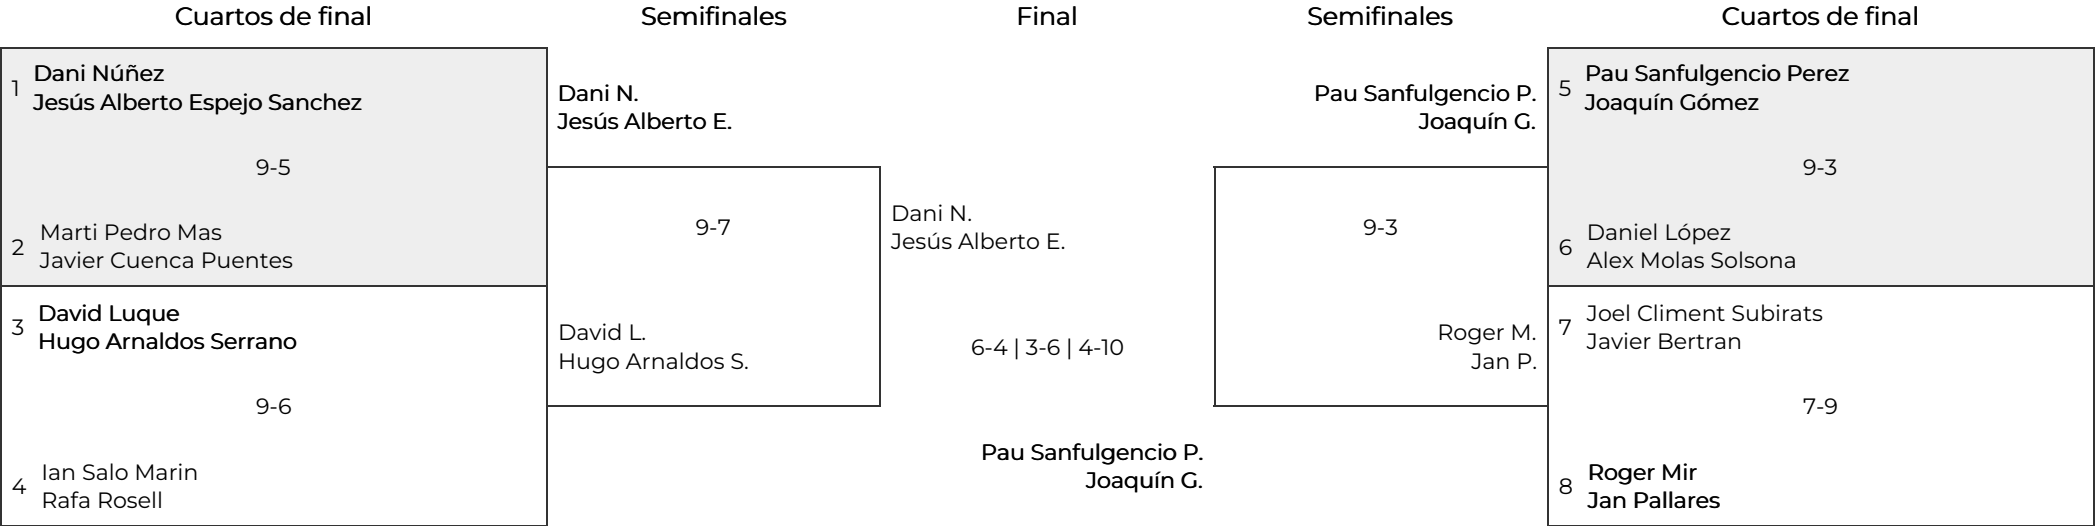 Cuartos de final
Semifinales
Final
Semifinales
Cuartos de final
1
Dani Núñez
Jesús Alberto Espejo Sanchez
9-5
2
Marti Pedro Mas
Javier Cuenca Puentes
3
David Luque
Hugo Arnaldos Serrano
9-6
4
Ian Salo Marin
Rafa Rosell
Dani N.
Jesús Alberto E.
9-7
David L.
Hugo Arnaldos S.
Dani N.
Jesús Alberto E.
6-4 | 3-6 | 4-10
Pau Sanfulgencio P.
Joaquín G.
Pau Sanfulgencio P.
Joaquín G.
9-3
Roger M.
Jan P.
5
Pau Sanfulgencio Perez
Joaquín Gómez
9-3
6
Daniel López
Alex Molas Solsona
7
Joel Climent Subirats
Javier Bertran
7-9
8
Roger Mir
Jan Pallares